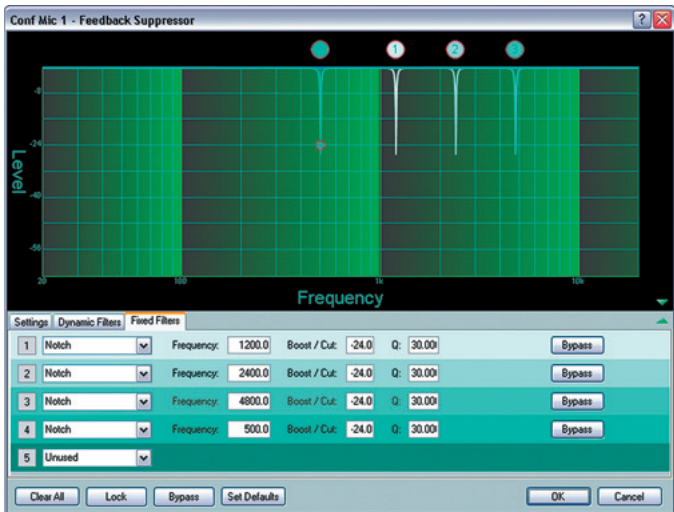 Conf Mic 1 - Feedback Suppressor
1 2 3
-8
-24
-40
-56
Level
20 100 1k 10k
Frequency
Settings Dynamic Filters Fixed Filters
1 Notch Frequency: 1200.0 Boost / Cut: -24.0 Q: 30.00 Bypass
2 Notch Frequency: 2400.0 Boost / Cut: -24.0 Q: 30.00 Bypass
3 Notch Frequency: 4800.0 Boost / Cut: -24.0 Q: 30.00 Bypass
4 Notch Frequency: 500.0 Boost / Cut: -24.0 Q: 30.00 Bypass
5 Unused
Clear All Lock Bypass Set Defaults OK Cancel